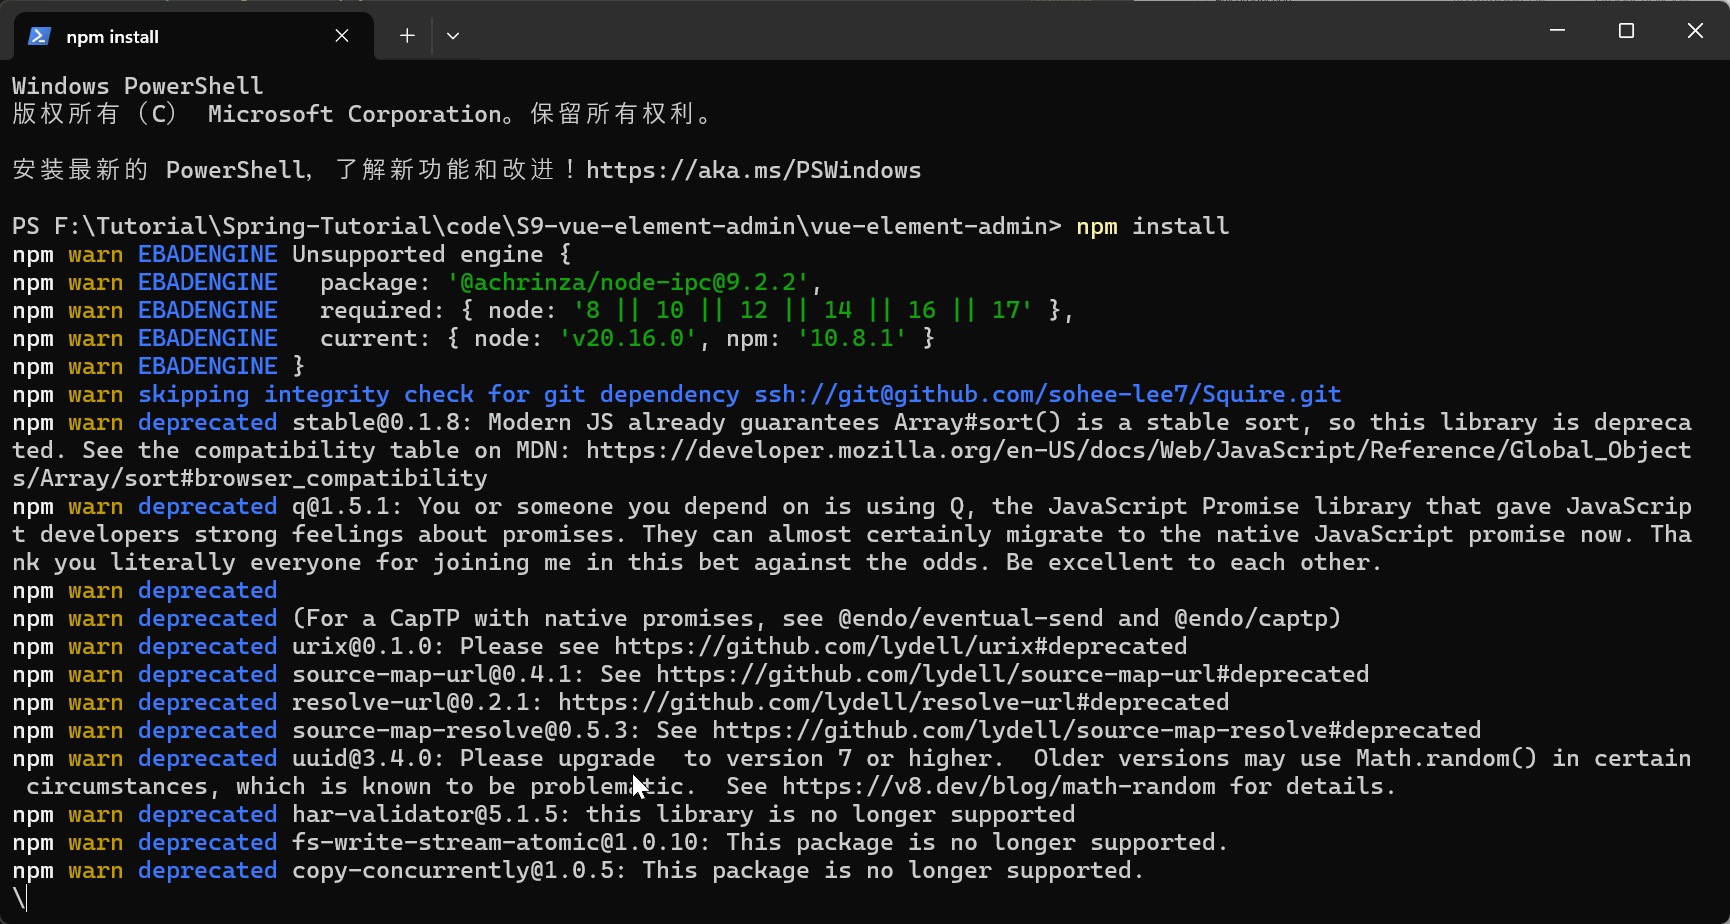 npm install
Windows PowerShell
版权所有（C） Microsoft Corporation。保留所有权利。
安装最新的 PowerShell，了解新功能和改进！https://aka.ms/PSWindows
PS F:\Tutorial\Spring-Tutorial\code\S9-vue-element-admin\vue-element-admin> npm install
npm warn EBADENGINE Unsupported engine {
npm warn EBADENGINE   package: '@achrinza/node-ipc@9.2.2',
npm warn EBADENGINE   required: { node: '8 || 10 || 12 || 14 || 16 || 17' },
npm warn EBADENGINE   current: { node: 'v20.16.0', npm: '10.8.1' }
npm warn EBADENGINE }
npm warn skipping integrity check for git dependency ssh://git@github.com/sohee-lee7/Squire.git
npm warn deprecated stable@0.1.8: Modern JS already guarantees Array#sort() is a stable sort, so this library is depreca
ted. See the compatibility table on MDN: https://developer.mozilla.org/en-US/docs/Web/JavaScript/Reference/Global_Object
s/Array/sort#browser_compatibility
npm warn deprecated q@1.5.1: You or someone you depend on is using Q, the JavaScript Promise library that gave JavaScrip
t developers strong feelings about promises. They can almost certainly migrate to the native JavaScript promise now. Tha
nk you literally everyone for joining me in this bet against the odds. Be excellent to each other.
npm warn deprecated
npm warn deprecated (For a CapTP with native promises, see @endo/eventual-send and @endo/captp)
npm warn deprecated urix@0.1.0: Please see https://github.com/lydell/urix#deprecated
npm warn deprecated source-map-url@0.4.1: See https://github.com/lydell/source-map-url#deprecated
npm warn deprecated resolve-url@0.2.1: https://github.com/lydell/resolve-url#deprecated
npm warn deprecated source-map-resolve@0.5.3: See https://github.com/lydell/source-map-resolve#deprecated
npm warn deprecated uuid@3.4.0: Please upgrade  to version 7 or higher.  Older versions may use Math.random() in certain
 circumstances, which is known to be problematic.  See https://v8.dev/blog/math-random for details.
npm warn deprecated har-validator@5.1.5: this library is no longer supported
npm warn deprecated fs-write-stream-atomic@1.0.10: This package is no longer supported.
npm warn deprecated copy-concurrently@1.0.5: This package is no longer supported.
\